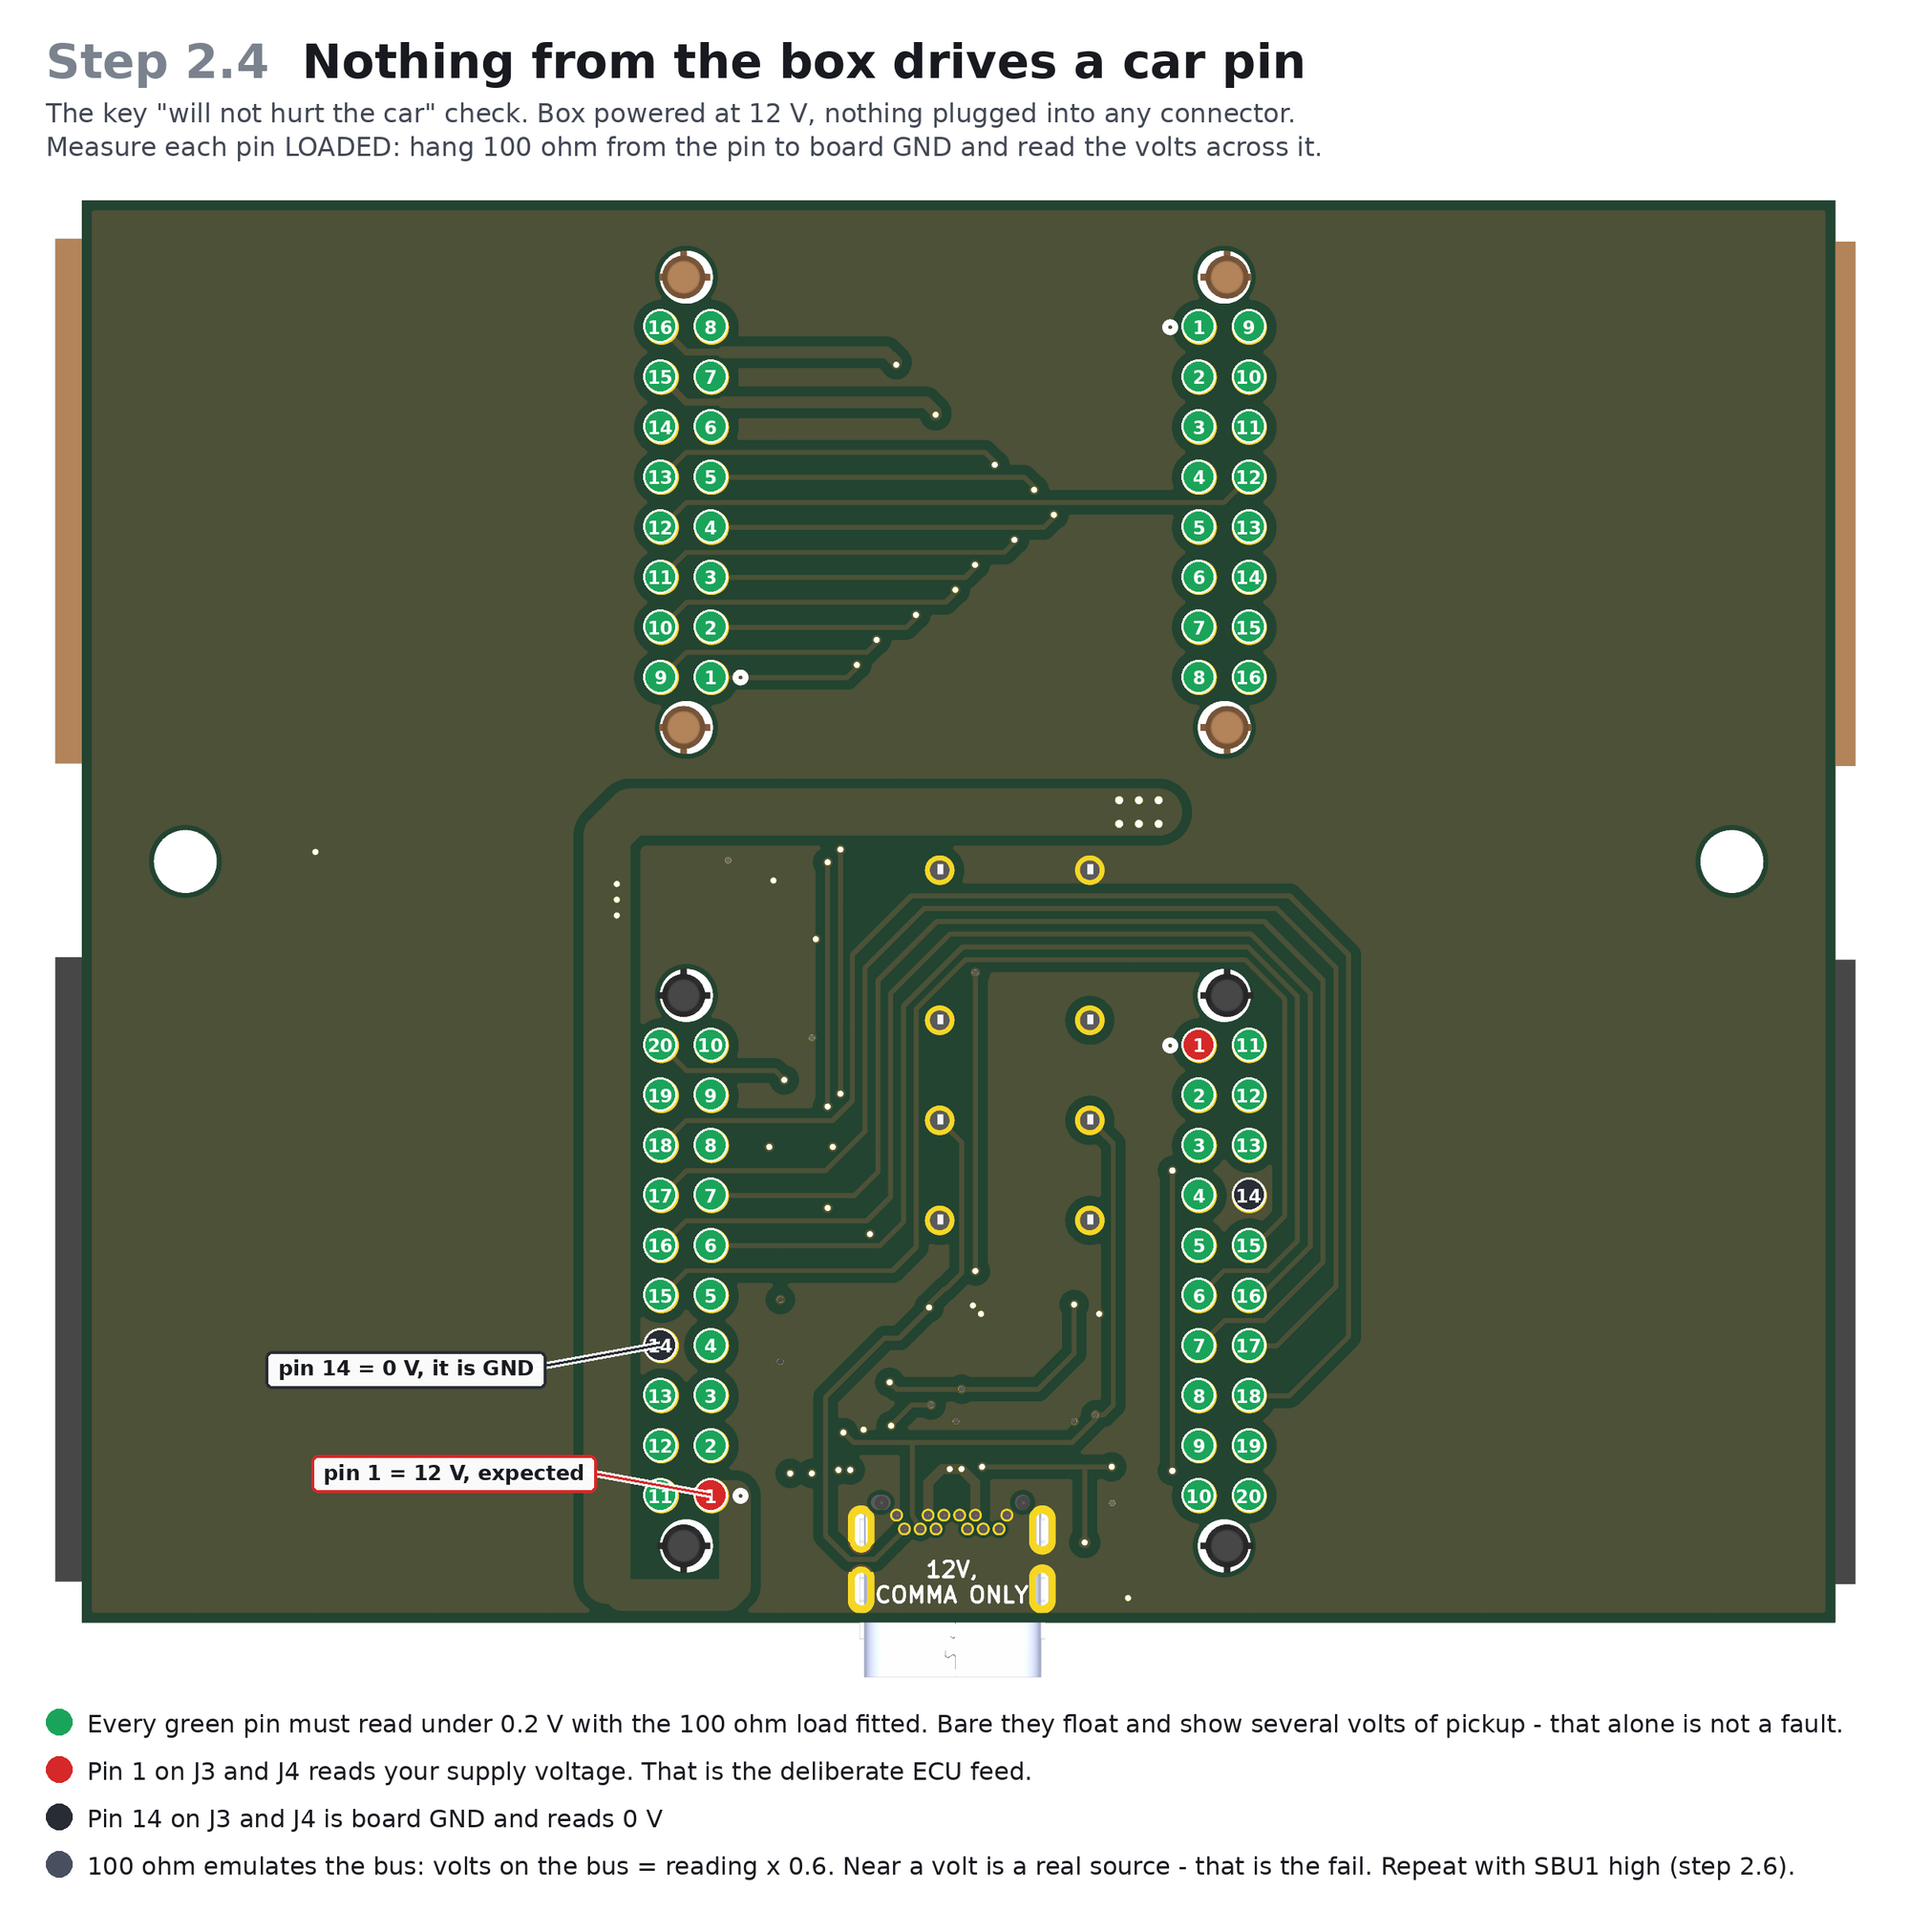 Step 2.4 Nothing from the box drives a car pin
The key "will not hurt the car" check. Box powered at 12 V, nothing plugged into any connector.
Measure each pin LOADED: hang 100 ohm from the pin to board GND and read the volts across it.
16 8 1 9
15 7 2 10
14 6 3 11
13 5 4 12
12 4 5 13
11 3 6 14
10 2 7 15
9 1 8 16
20 10 1 11
19 9 2 12
18 8 3 13
17 7 4 14
16 6 5 15
15 5 6 16
14 4 7 17
pin 14 = 0 V, it is GND
13 3 8 18
12 2 9 19
pin 1 = 12 V, expected
11 1 10 20
12V,
COMMA ONLY
Every green pin must read under 0.2 V with the 100 ohm load fitted. Bare they float and show several volts of pickup - that alone is not a fault.
Pin 1 on J3 and J4 reads your supply voltage. That is the deliberate ECU feed.
Pin 14 on J3 and J4 is board GND and reads 0 V
100 ohm emulates the bus: volts on the bus = reading x 0.6. Near a volt is a real source - that is the fail. Repeat with SBU1 high (step 2.6).